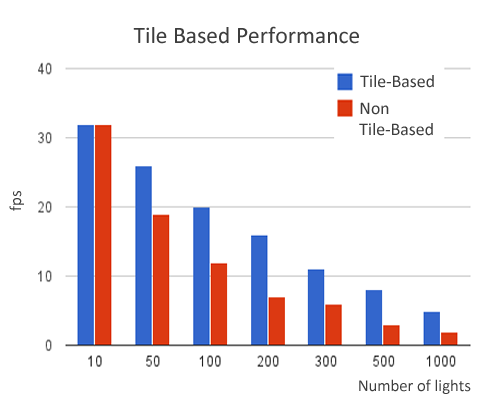 Tile Based Performance
40
30
20
10
0
fps
Tile-Based
Non
Tile-Based
10 50 100 200 300 500 1000
Number of lights